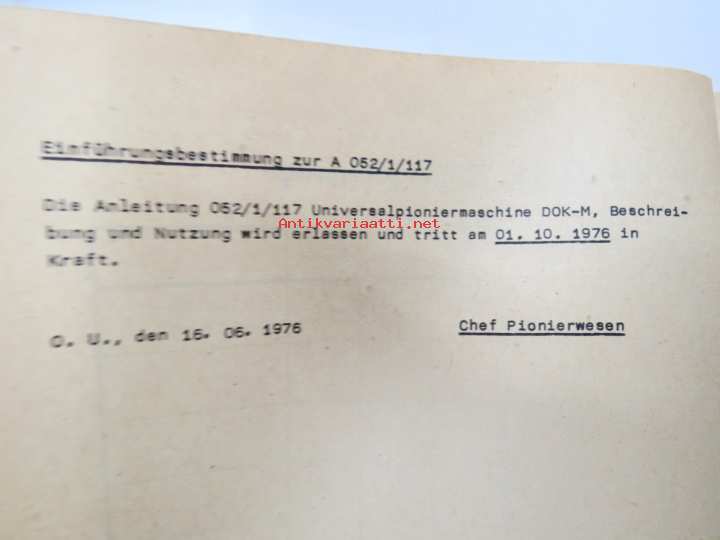 Einführungsbestimmung zur A 052/1/117
Die Anleitung 052/1/117 Universalpioniermaschine DOK-M, Beschrei-
Antikvariaatti.net
bung und Nutzung wird erlassen und tritt am 01. 10. 1976 in
Kraft.
O. U., den 16. 06. 1976
Chef Pionierwesen